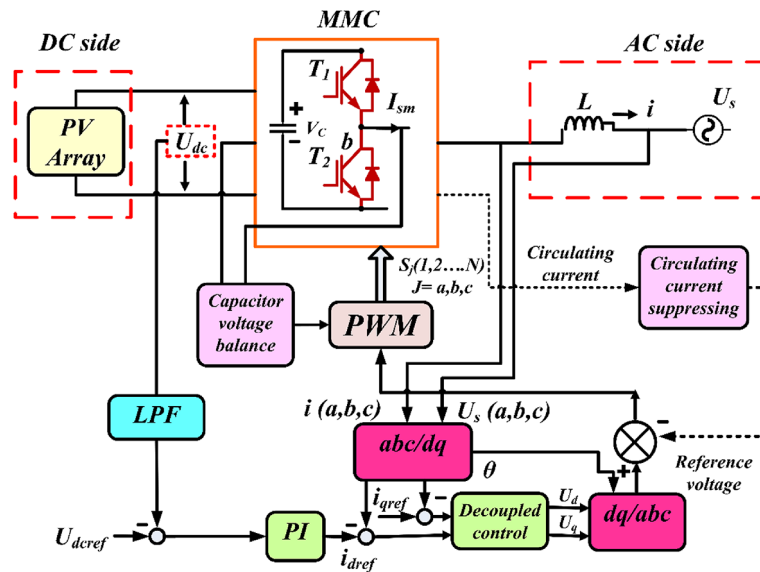 MMC
DC side
AC side
T1
Ism
L
i
Us
PV
Array
Udc
+
VC
-
b
T2
Sj(1,2....N)
J= a,b,c
Circulating
current
Circulating
current
suppressing
Capacitor
voltage
balance
PWM
LPF
i (a,b,c)
Us (a,b,c)
abc/dq
θ
-
+
Reference
voltage
iqref
-
Decoupled
control
Ud
Uq
dq/abc
Udcref
-
PI
-
idref